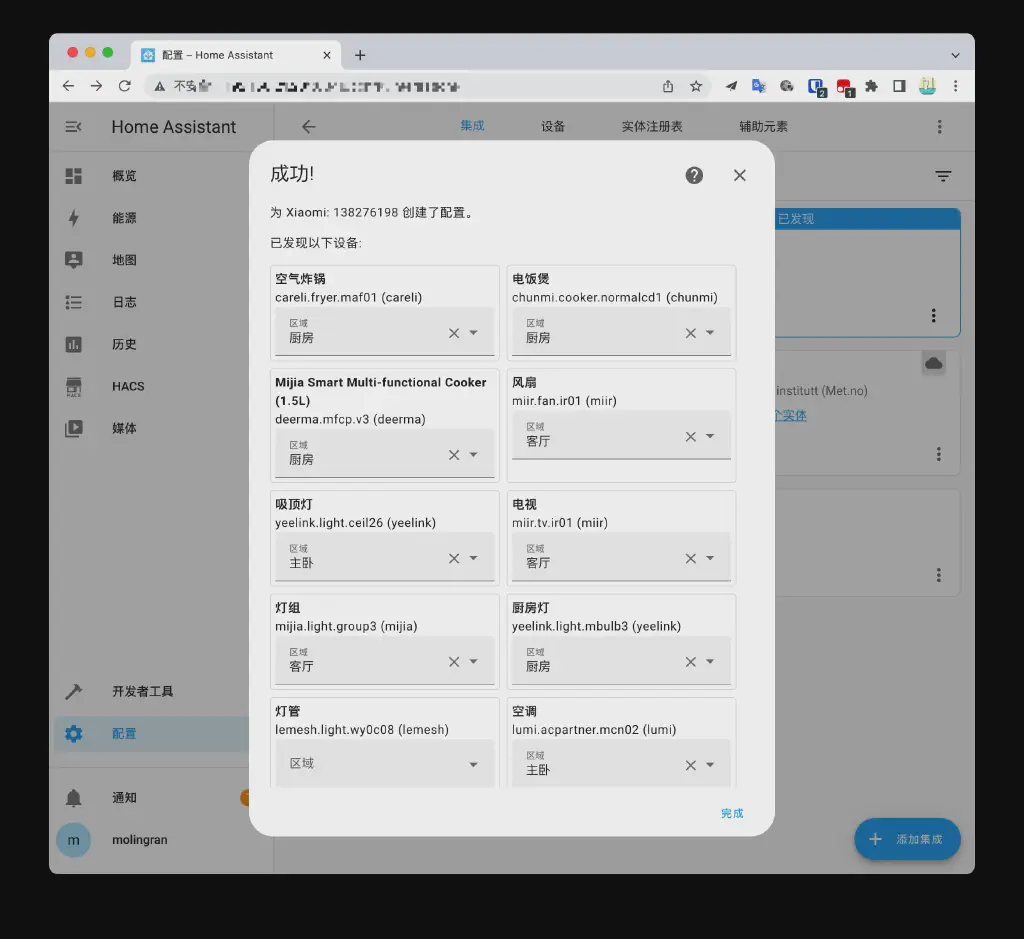 配置 – Home Assistant
不安
2
1
Home Assistant
集成
设备
实体注册表
辅助元素
概览
能源
地图
日志
历史
HACS
HACS
媒体
开发者工具
配置
通知
m
molingran
已发现
institutt (Met.no)
个实体
添加集成
成功!
为 Xiaomi: 138276198 创建了配置。
已发现以下设备:
空气炸锅
careli.fryer.maf01 (careli)
区域
厨房
电饭煲
chunmi.cooker.normalcd1 (chunmi)
区域
厨房
Mijia Smart Multi-functional Cooker
(1.5L)
deerma.mfcp.v3 (deerma)
区域
厨房
风扇
miir.fan.ir01 (miir)
区域
客厅
吸顶灯
yeelink.light.ceil26 (yeelink)
区域
主卧
电视
miir.tv.ir01 (miir)
区域
客厅
灯组
mijia.light.group3 (mijia)
区域
客厅
厨房灯
yeelink.light.mbulb3 (yeelink)
区域
厨房
灯管
lemesh.light.wy0c08 (lemesh)
区域
空调
lumi.acpartner.mcn02 (lumi)
区域
主卧
完成